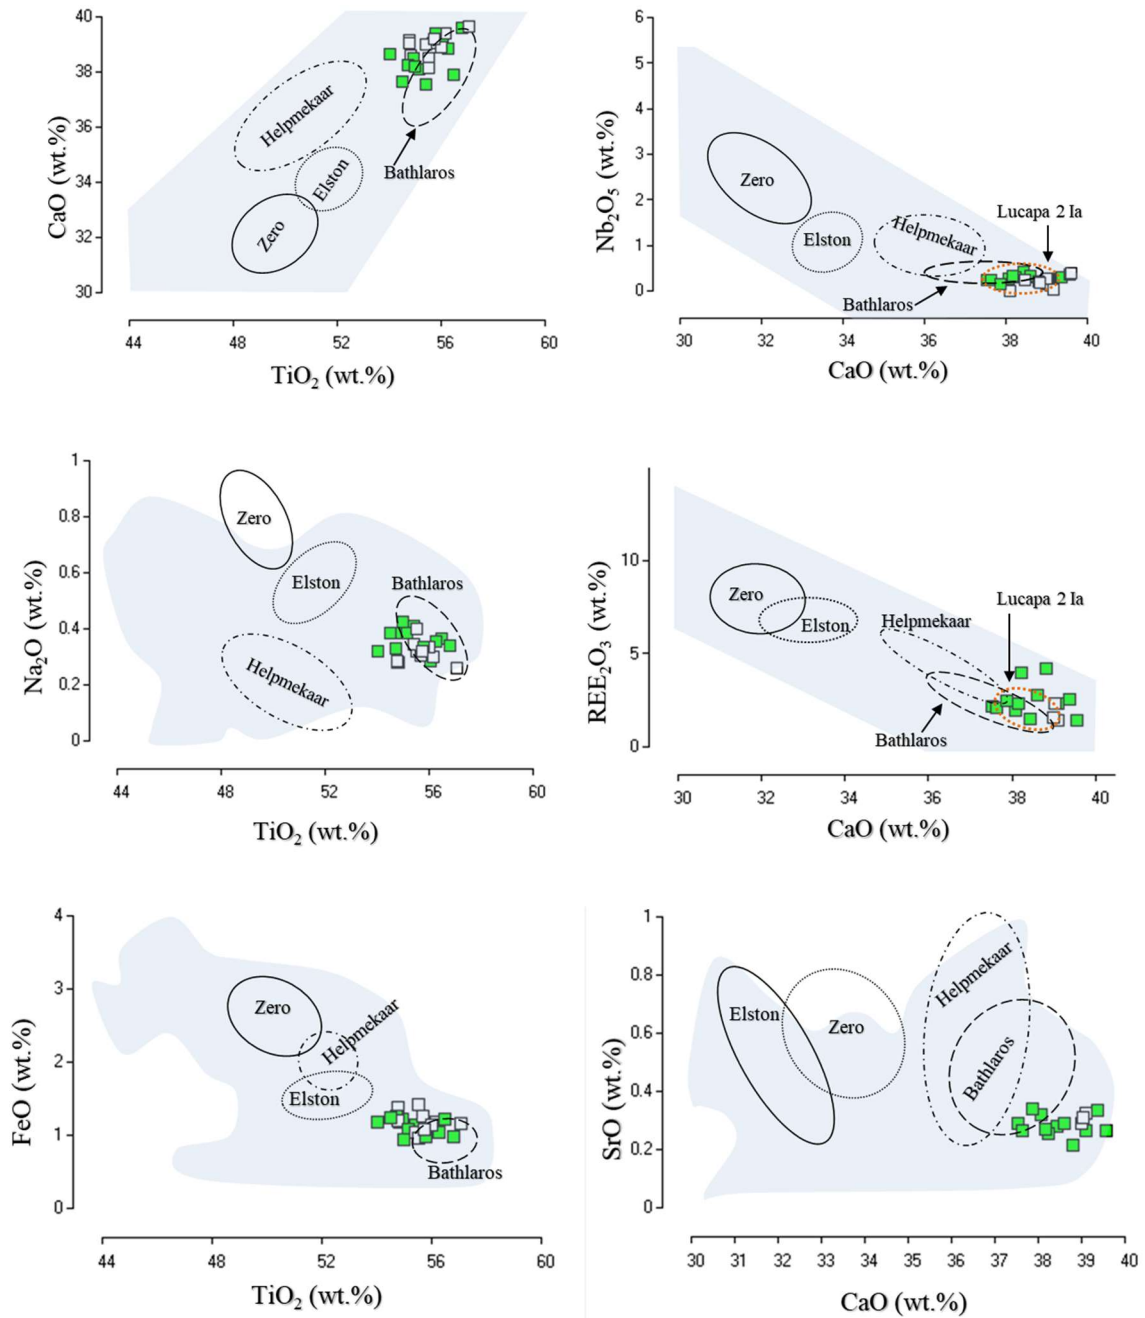 40
38
36
34
32
30
CaO (wt.%)
Helpmekaar
Elston
Zero
Bathlaros
44
48
52
56
60
TiO₂ (wt.%)
6
5
4
3
2
1
0
Nb₂O₅ (wt.%)
Zero
Elston
Helpmekaar
Lucapa 2 Ia
Bathlaros
30
32
34
36
38
40
CaO (wt.%)
1
0.8
0.6
0.4
0.2
0
Na₂O (wt.%)
Zero
Elston
Bathlaros
Helpmekaar
44
48
52
56
60
TiO₂ (wt.%)
10
5
0
REE₂O₃ (wt.%)
Zero
Elston
Helpmekaar
Lucapa 2 Ia
Bathlaros
30
32
34
36
38
40
CaO (wt.%)
4
3
2
1
0
FeO (wt.%)
Zero
Helpmekaar
Elston
Bathlaros
44
48
52
56
60
TiO₂ (wt.%)
1
0.8
0.6
0.4
0.2
0
SrO (wt.%)
Elston
Zero
Helpmekaar
Bathlaros
30
31
33
34
35
36
37
38
40
CaO (wt.%)